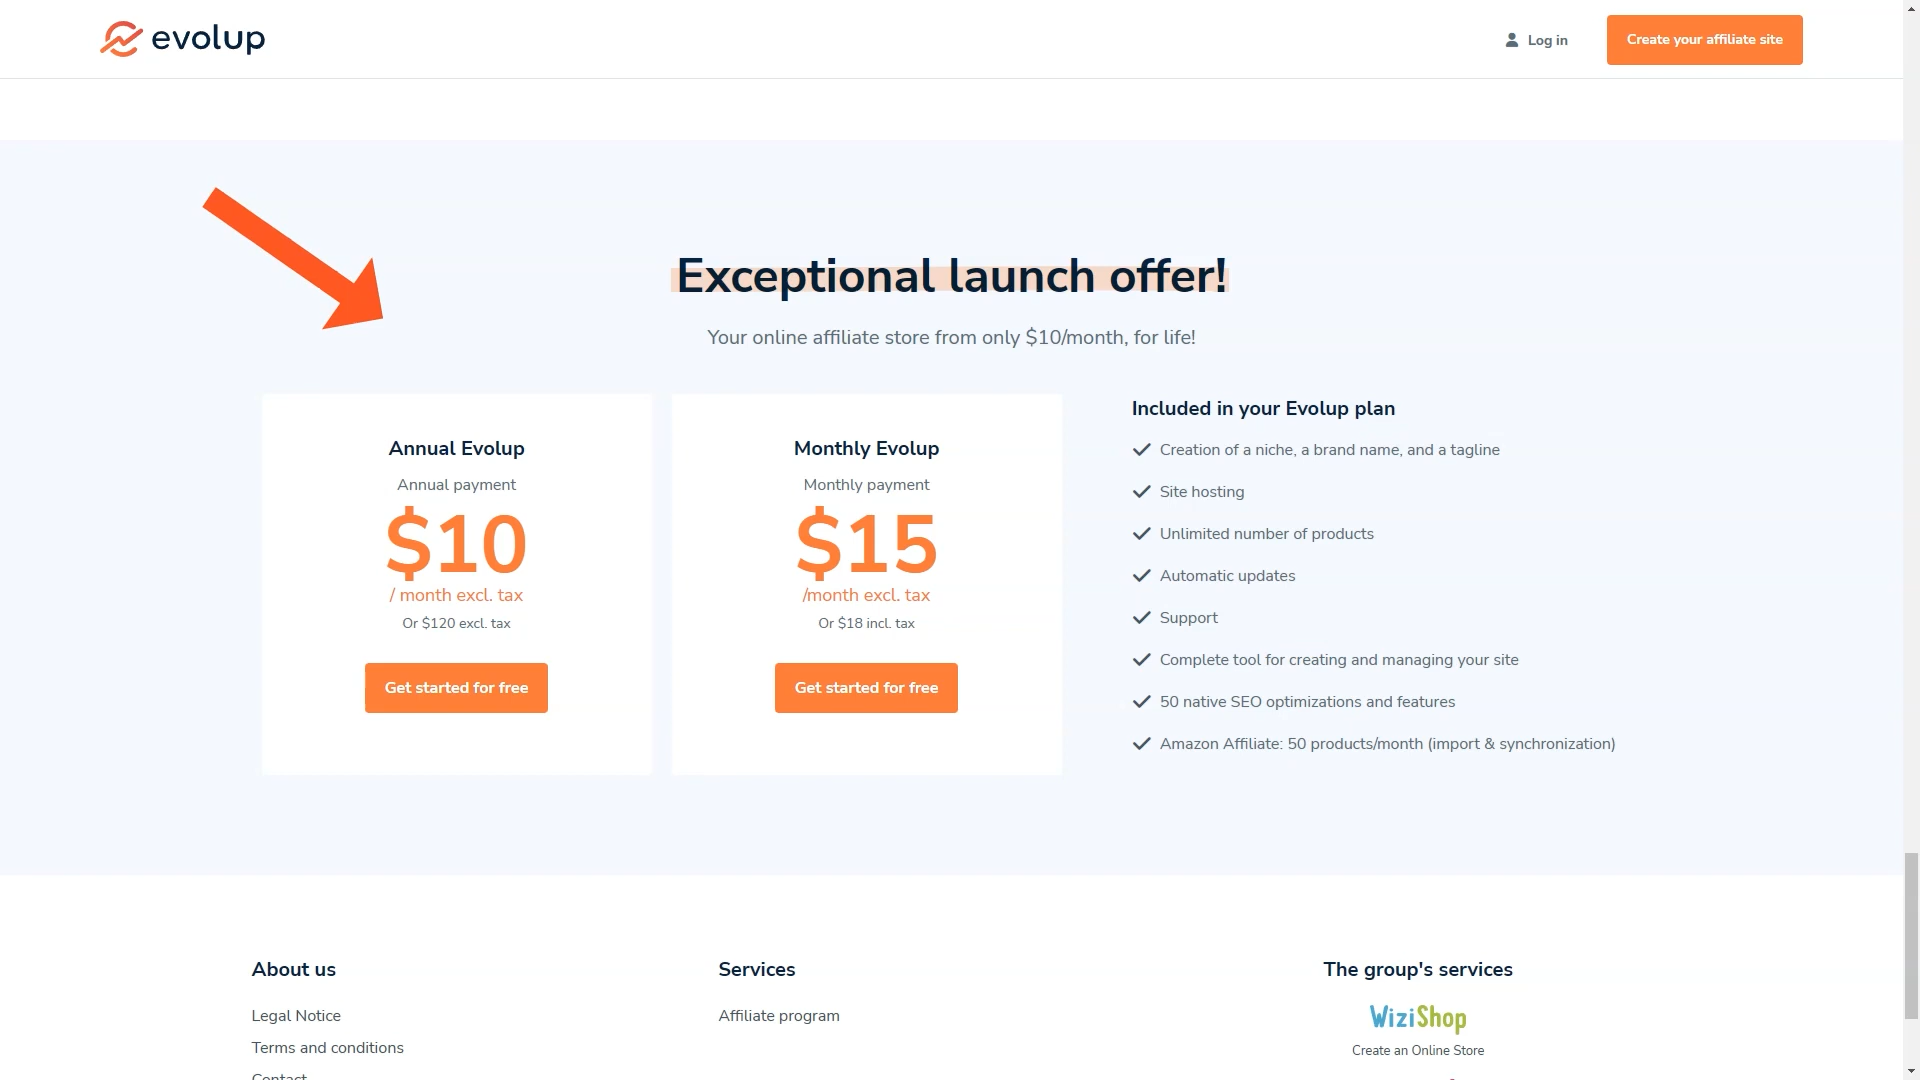 evolup
Log in
Create your affiliate site
Exceptional launch offer!
Your online affiliate store from only $10/month, for life!
Annual Evolup
Annual payment
$10
/ month excl. tax
Or $120 excl. tax
Get started for free
Monthly Evolup
Monthly payment
$15
/month excl. tax
Or $18 incl. tax
Get started for free
Included in your Evolup plan
Creation of a niche, a brand name, and a tagline
Site hosting
Unlimited number of products
Automatic updates
Support
Complete tool for creating and managing your site
50 native SEO optimizations and features
Amazon Affiliate: 50 products/month (import & synchronization)
About us
Legal Notice
Terms and conditions
Contact
Services
Affiliate program
The group's services
WiziShop
Create an Online Store